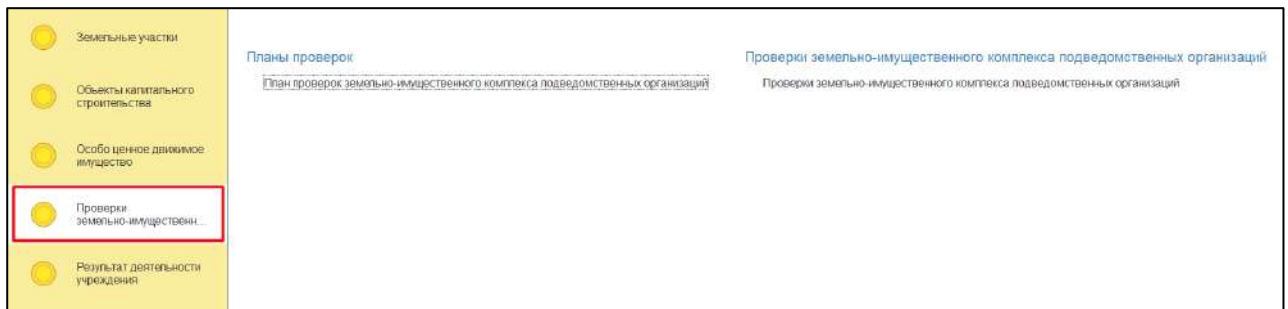 Земельные участки
Объекты капитального
строительства
Особо ценное движимое
имущество
Проверки
земельно-имущественн...
Результат деятельности
учреждения
Планы проверок
План проверок земельно-имущественного комплекса подведомственных организаций
Проверки земельно-имущественного комплекса подведомственных организаций
Проверки земельно-имущественного комплекса подведомственных организаций